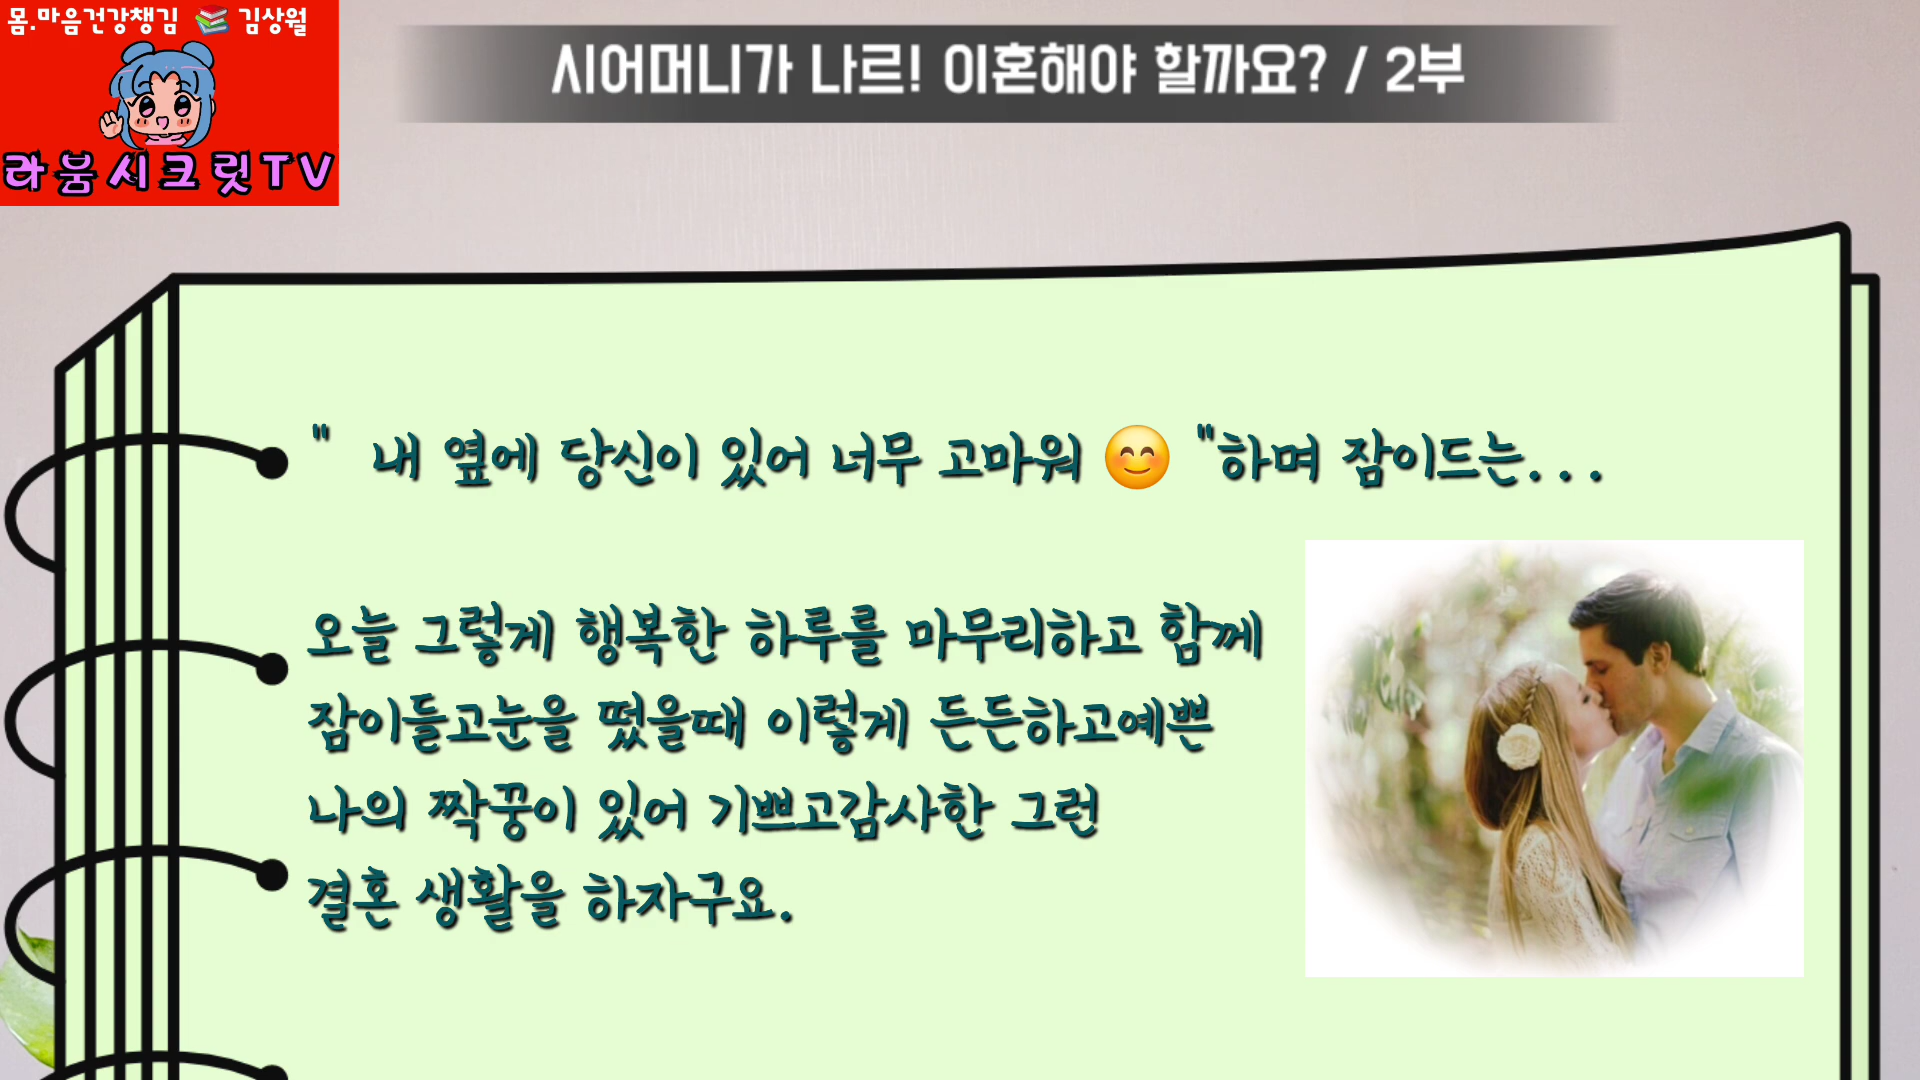 몸.마음건강챙김 📚 김상월
라붐시크릿TV
시어머니가 나르! 이혼해야 할까요? / 2부
" 내 옆에 당신이 있어 너무 고마워 😊 "하며 잠이드는...
오늘 그렇게 행복한 하루를 마무리하고 함께
잠이들고눈을 떴을때 이렇게 든든하고예쁜
나의 짝꿍이 있어 기쁘고감사한 그런
결혼 생활을 하자구요.